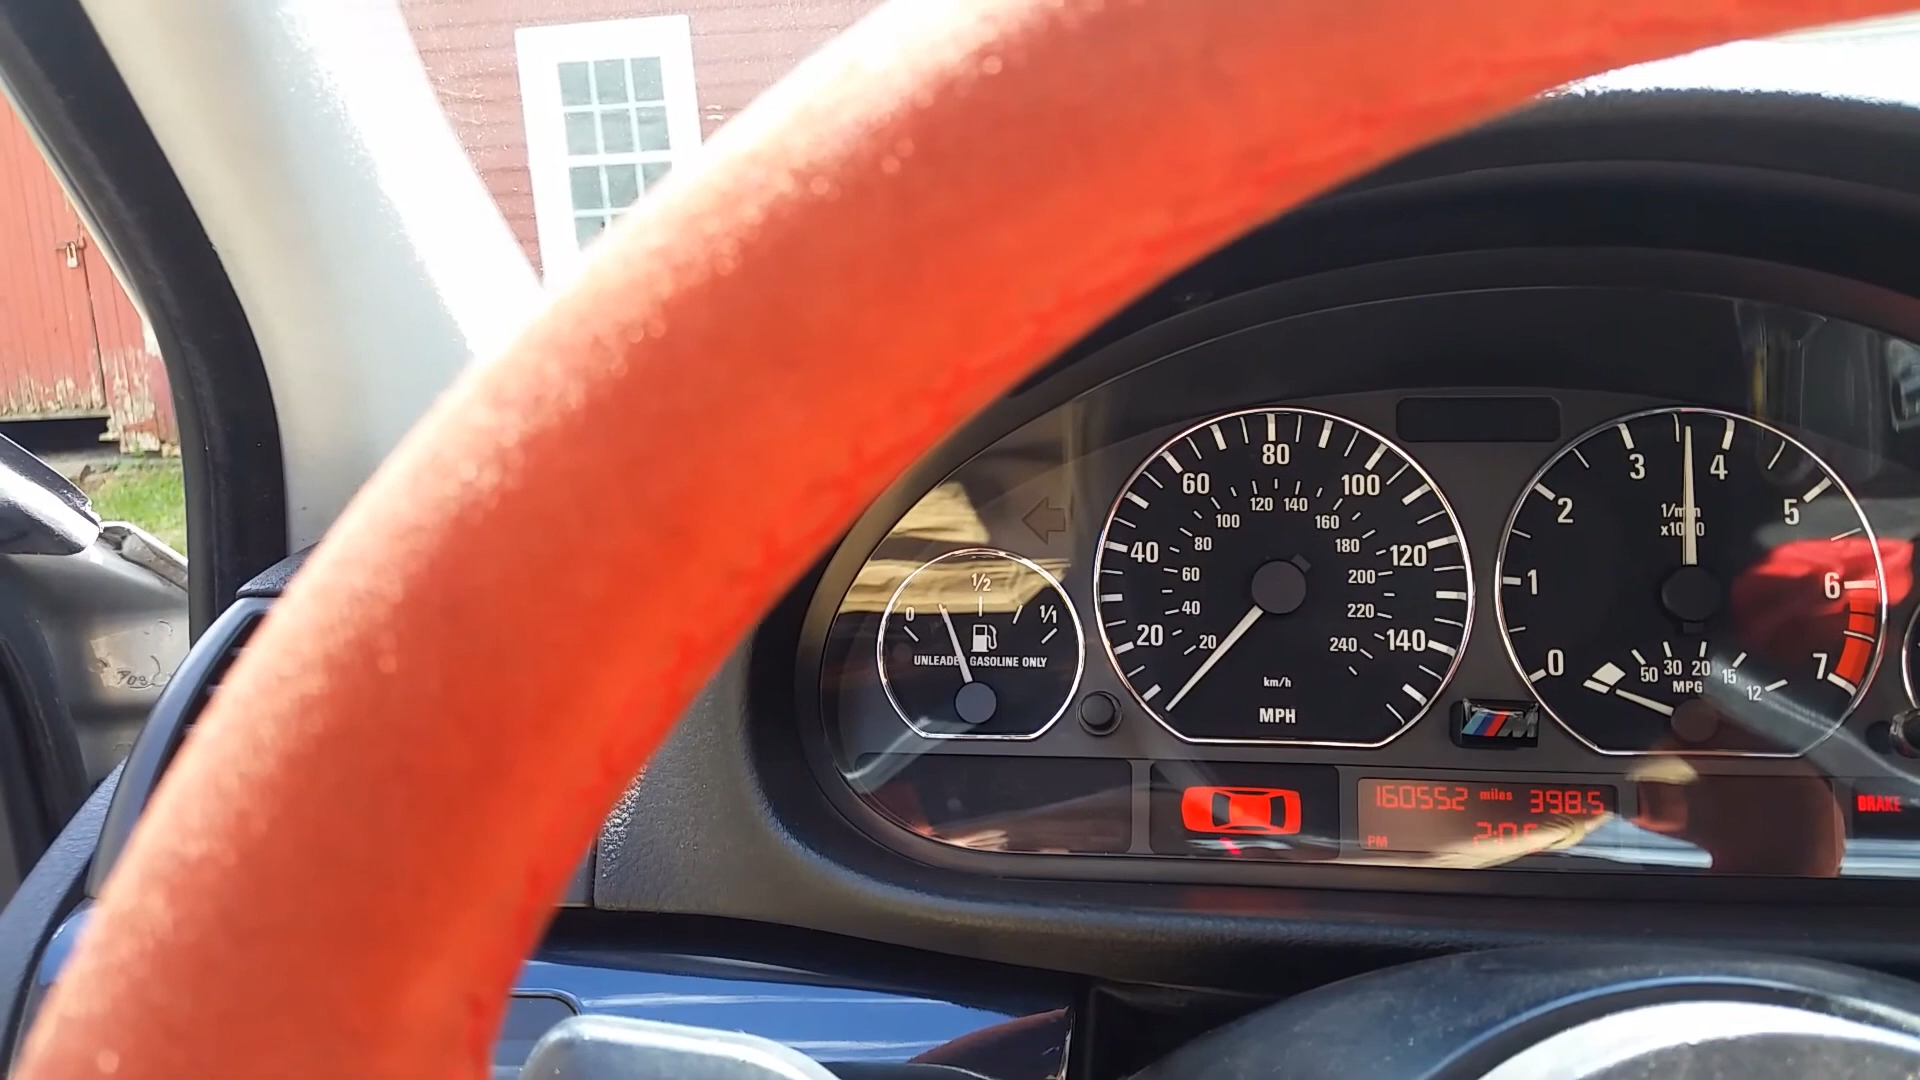 0 1/2 1/1
UNLEADED GASOLINE ONLY
20 40 60 80 100 120 140
20 40 60 80 100 120 140 160 180 200 220 240
km/h
MPH
M
0 1 2 3 4 5 6 7
1/min
x1000
50 30 20 15 12
MPG
160552 miles 398.5
PM
BRAKE